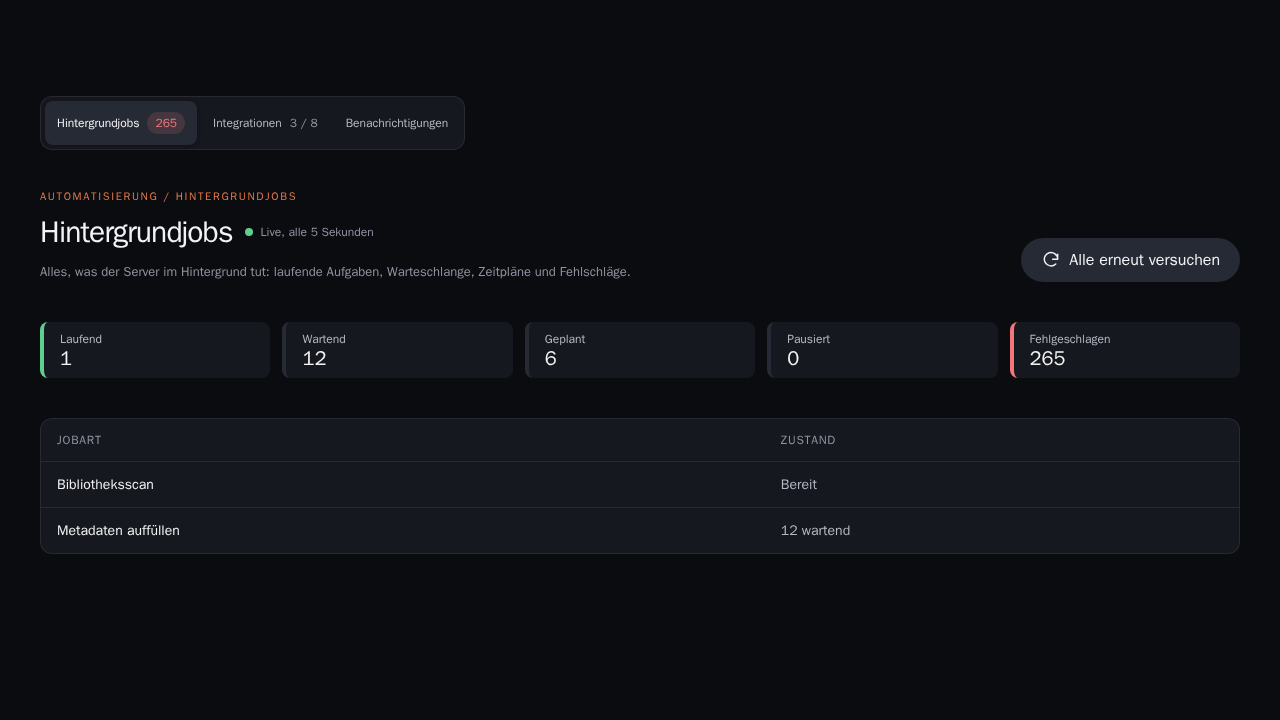 Hintergrundjobs 265 Integrationen 3 / 8 Benachrichtigungen
AUTOMATISIERUNG / HINTERGRUNDJOBS
Hintergrundjobs Live, alle 5 Sekunden
Alles, was der Server im Hintergrund tut: laufende Aufgaben, Warteschlange, Zeitpläne und Fehlschläge.
Alle erneut versuchen
Laufend Wartend Geplant Pausiert Fehlgeschlagen
1 12 6 0 265
JOBART ZUSTAND
Bibliotheksscan Bereit
Metadaten auffüllen 12 wartend